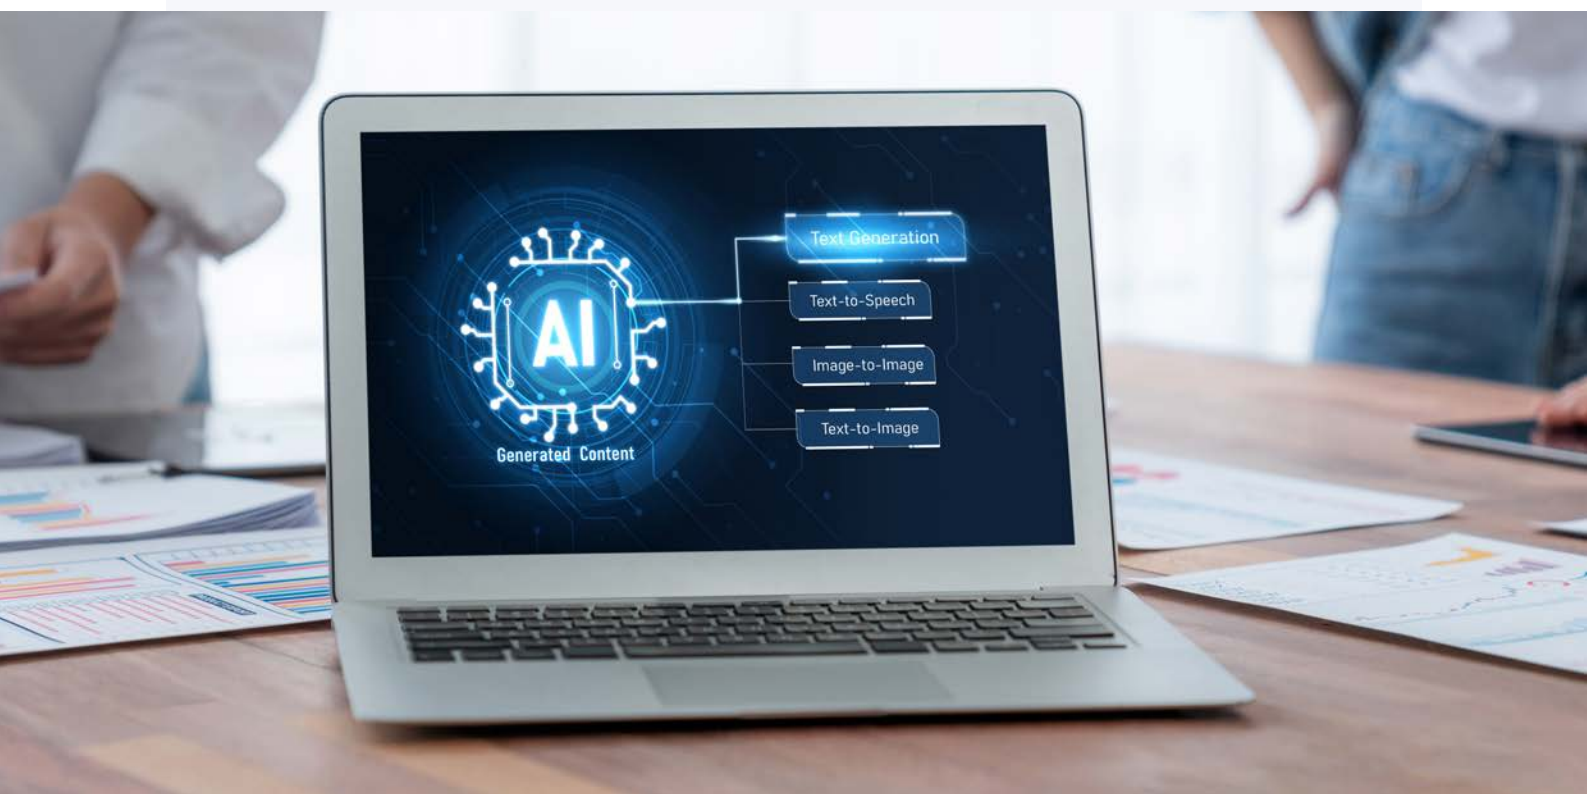 AI
Generated Content
Text Generation
Text-to-Speech
Image-to-Image
Text-to-Image